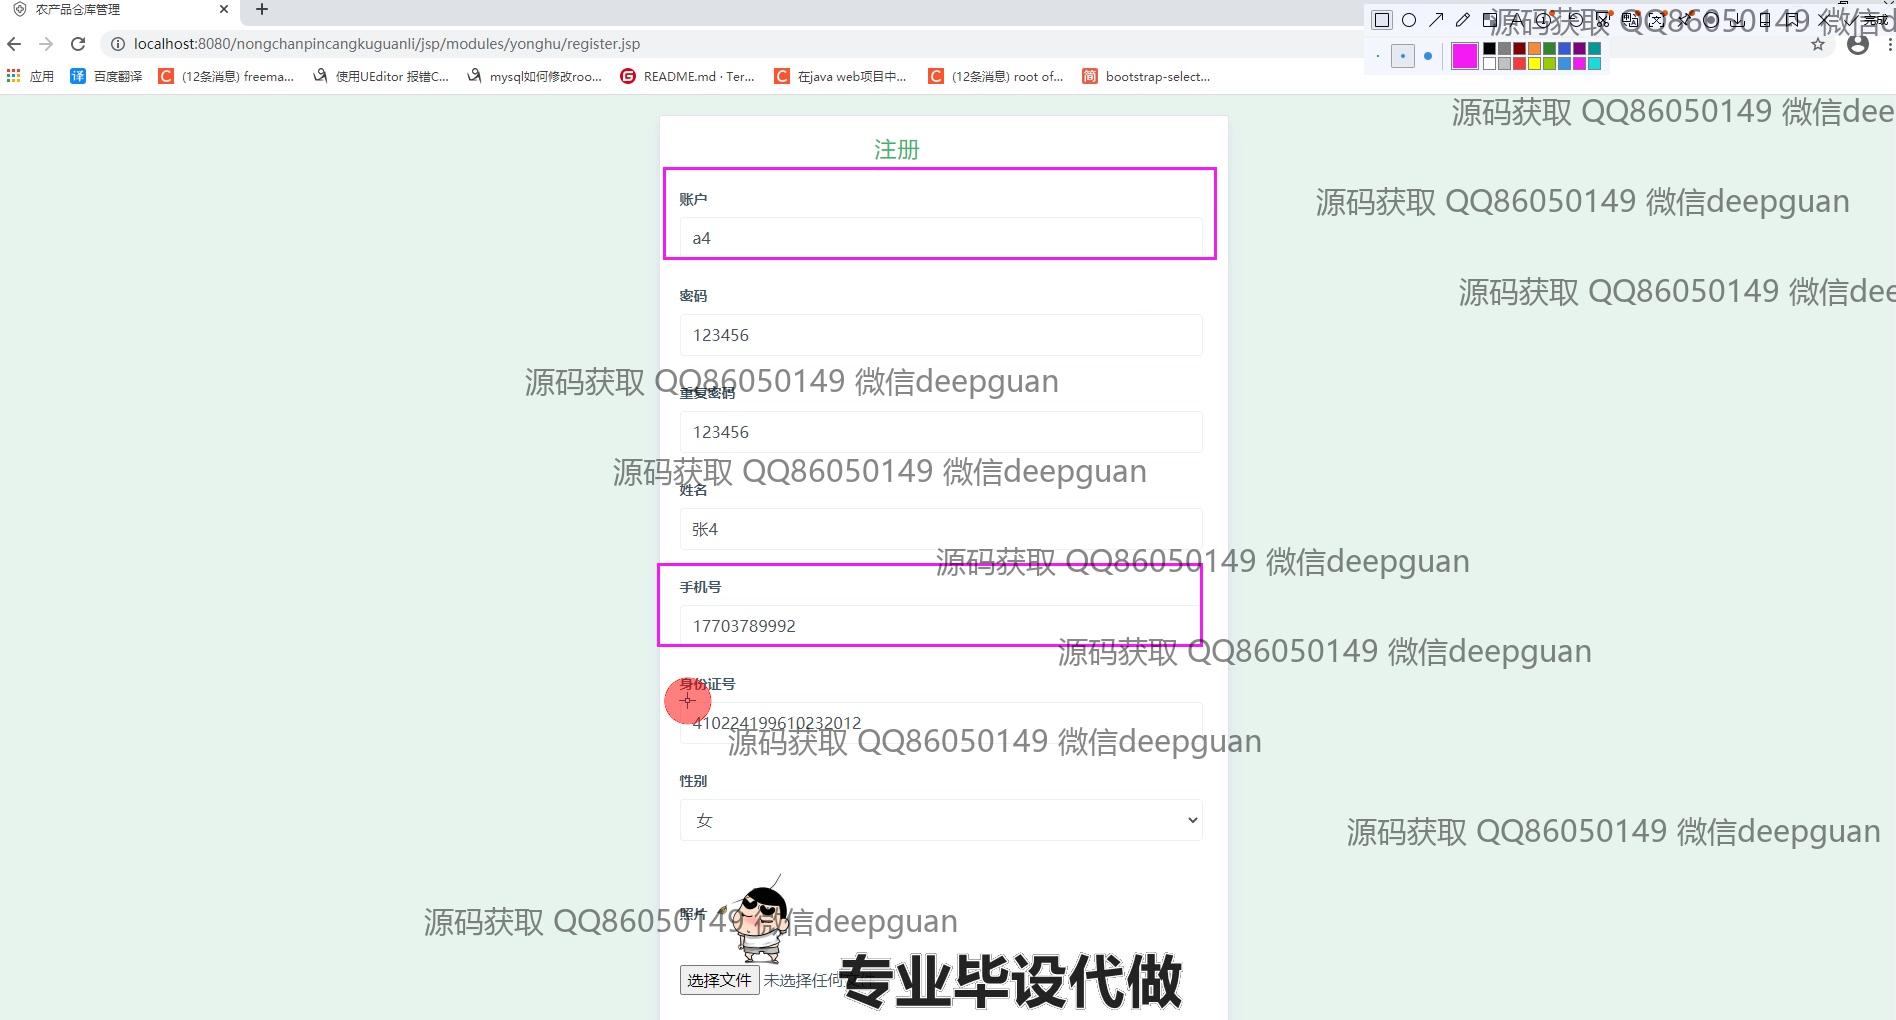 农产品仓库管理
localhost:8080/nongchanpincangkuguanli/jsp/modules/yonghu/register.jsp
应用 译 百度翻译 C (12条消息) freema... 使用UEditor 报错C... mysql如何修改roo... G README.md · Ter... C 在java web项目中... C (12条消息) root of... 简 bootstrap-select...
完成
源码获取 QQ86050149 微信d
源码获取 QQ86050149 微信dee
注册
账户
源码获取 QQ86050149 微信deepguan
a4
源码获取 QQ86050149 微信dee
密码
123456
源码获取 QQ86050149 微信deepguan
重复密码
123456
源码获取 QQ86050149 微信deepguan
姓名
张4
源码获取 QQ86050149 微信deepguan
手机号
17703789992
源码获取 QQ86050149 微信deepguan
身份证号
410224199610232012
源码获取 QQ86050149 微信deepguan
性别
女
源码获取 QQ86050149 微信deepguan
照片
源码获取 QQ86050149 微信deepguan
选择文件 未选择任何文件
专业毕设代做